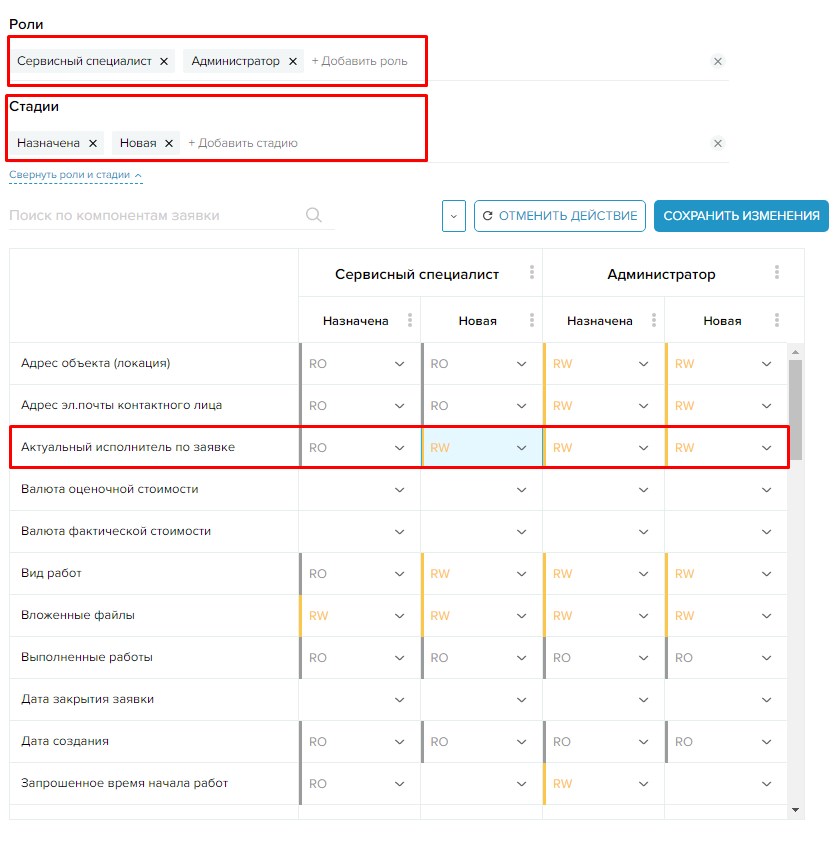 Роли
Сервисный специалист × Администратор × + Добавить роль ×
Стадии
Назначена × Новая × + Добавить стадию ×
Свернуть роли и стадии
Поиск по компонентам заявки ОТМЕНИТЬ ДЕЙСТВИЕ СОХРАНИТЬ ИЗМЕНЕНИЯ
Сервисный специалист Администратор
Назначена Новая Назначена Новая
Адрес объекта (локация) RO RO RW RW
Адрес эл.почты контактного лица RO RO RW RW
Актуальный исполнитель по заявке RO RW RW RW
Валюта оценочной стоимости
Валюта фактической стоимости
Вид работ RO RW RW RW
Вложенные файлы RW RW RW RW
Выполненные работы RO RO RO RO
Дата закрытия заявки
Дата создания RO RO RO RO
Запрошенное время начала работ RO RW